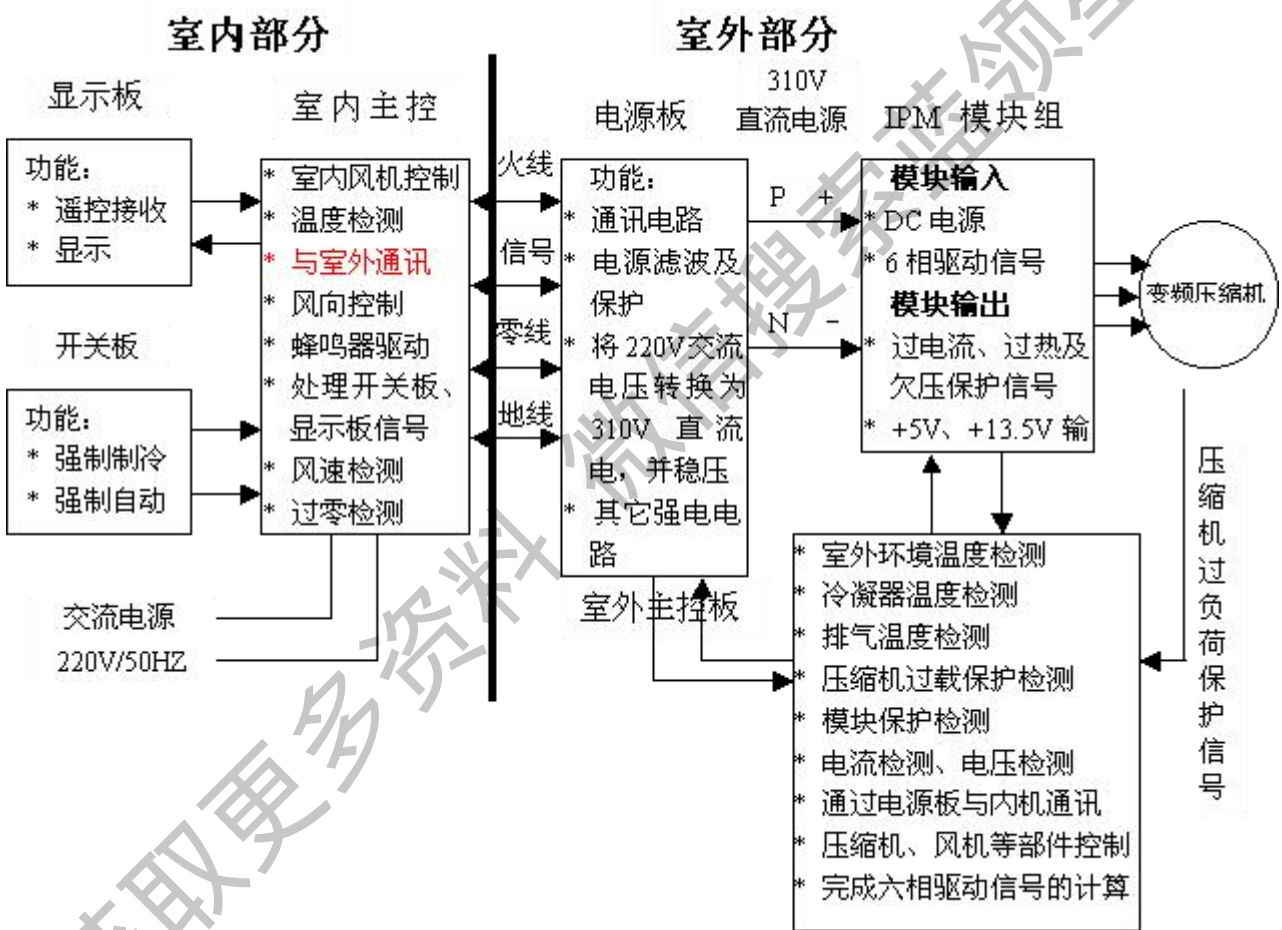 室内部分
室外部分
显示板
室内主控
电源板
310V
直流电源
IPM 模块组
功能：
* 遥控接收
* 显示
开关板
功能：
* 强制制冷
* 强制自动
* 室内风机控制
* 温度检测
* 与室外通讯
* 风向控制
* 蜂鸣器驱动
* 处理开关板、
显示板信号
* 风速检测
* 过零检测
交流电源
220V/50HZ
火线
信号
零线
地线
功能：
* 通讯电路
* 电源滤波及
保护
* 将 220V 交流
电压转换为
310V 直流
电，并稳压
* 其它强电电
路
室外主控板
P +
N -
模块输入
* DC 电源
* 6 相驱动信号
模块输出
* 过电流、过热及
欠压保护信号
* +5V、+13.5V 输
变频压缩机
压缩机过负荷保护信号
* 室外环境温度检测
* 冷凝器温度检测
* 排气温度检测
* 压缩机过载保护检测
* 模块保护检测
* 电流检测、电压检测
* 通过电源板与内机通讯
* 压缩机、风机等部件控制
* 完成六相驱动信号的计算
获取更多资料 微信搜索蓝领星